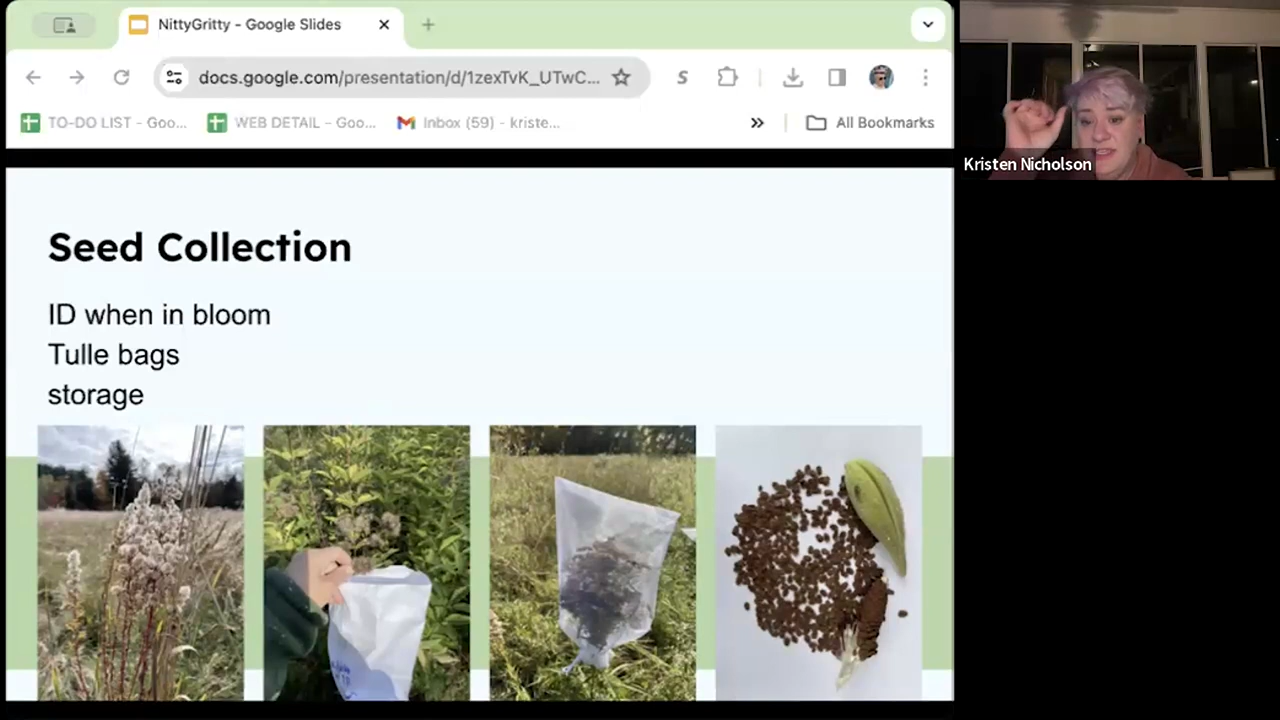 NittyGritty - Google Slides
docs.google.com/presentation/d/1zexTvK_UTwC...
S
TO-DO LIST - Goo...
WEB DETAIL - Goo...
Inbox (59) - kriste...
All Bookmarks
Kristen Nicholson
Seed Collection
ID when in bloom
Tulle bags
storage